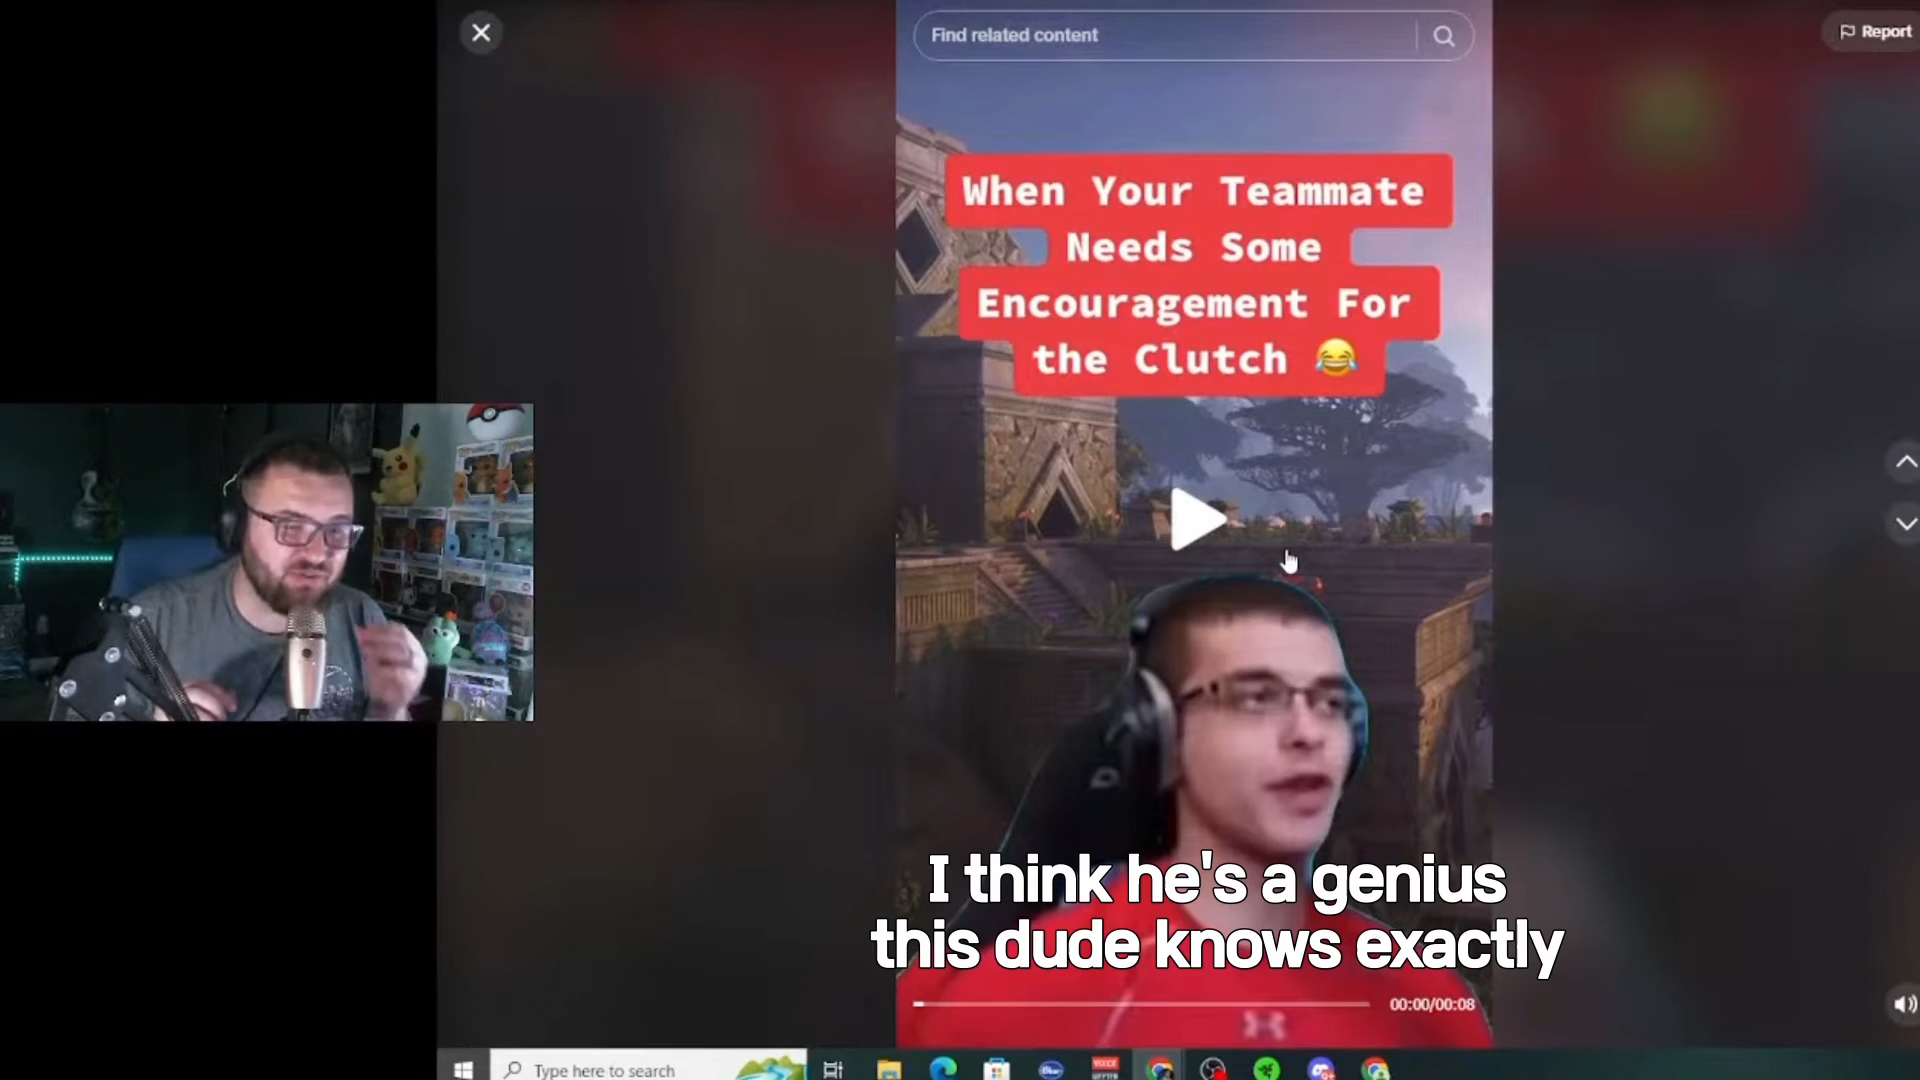 Find related content
Report
When Your Teammate
Needs Some
Encouragement For
the Clutch 😂
I think he's a genius
this dude knows exactly
00:00/00:08
Type here to search